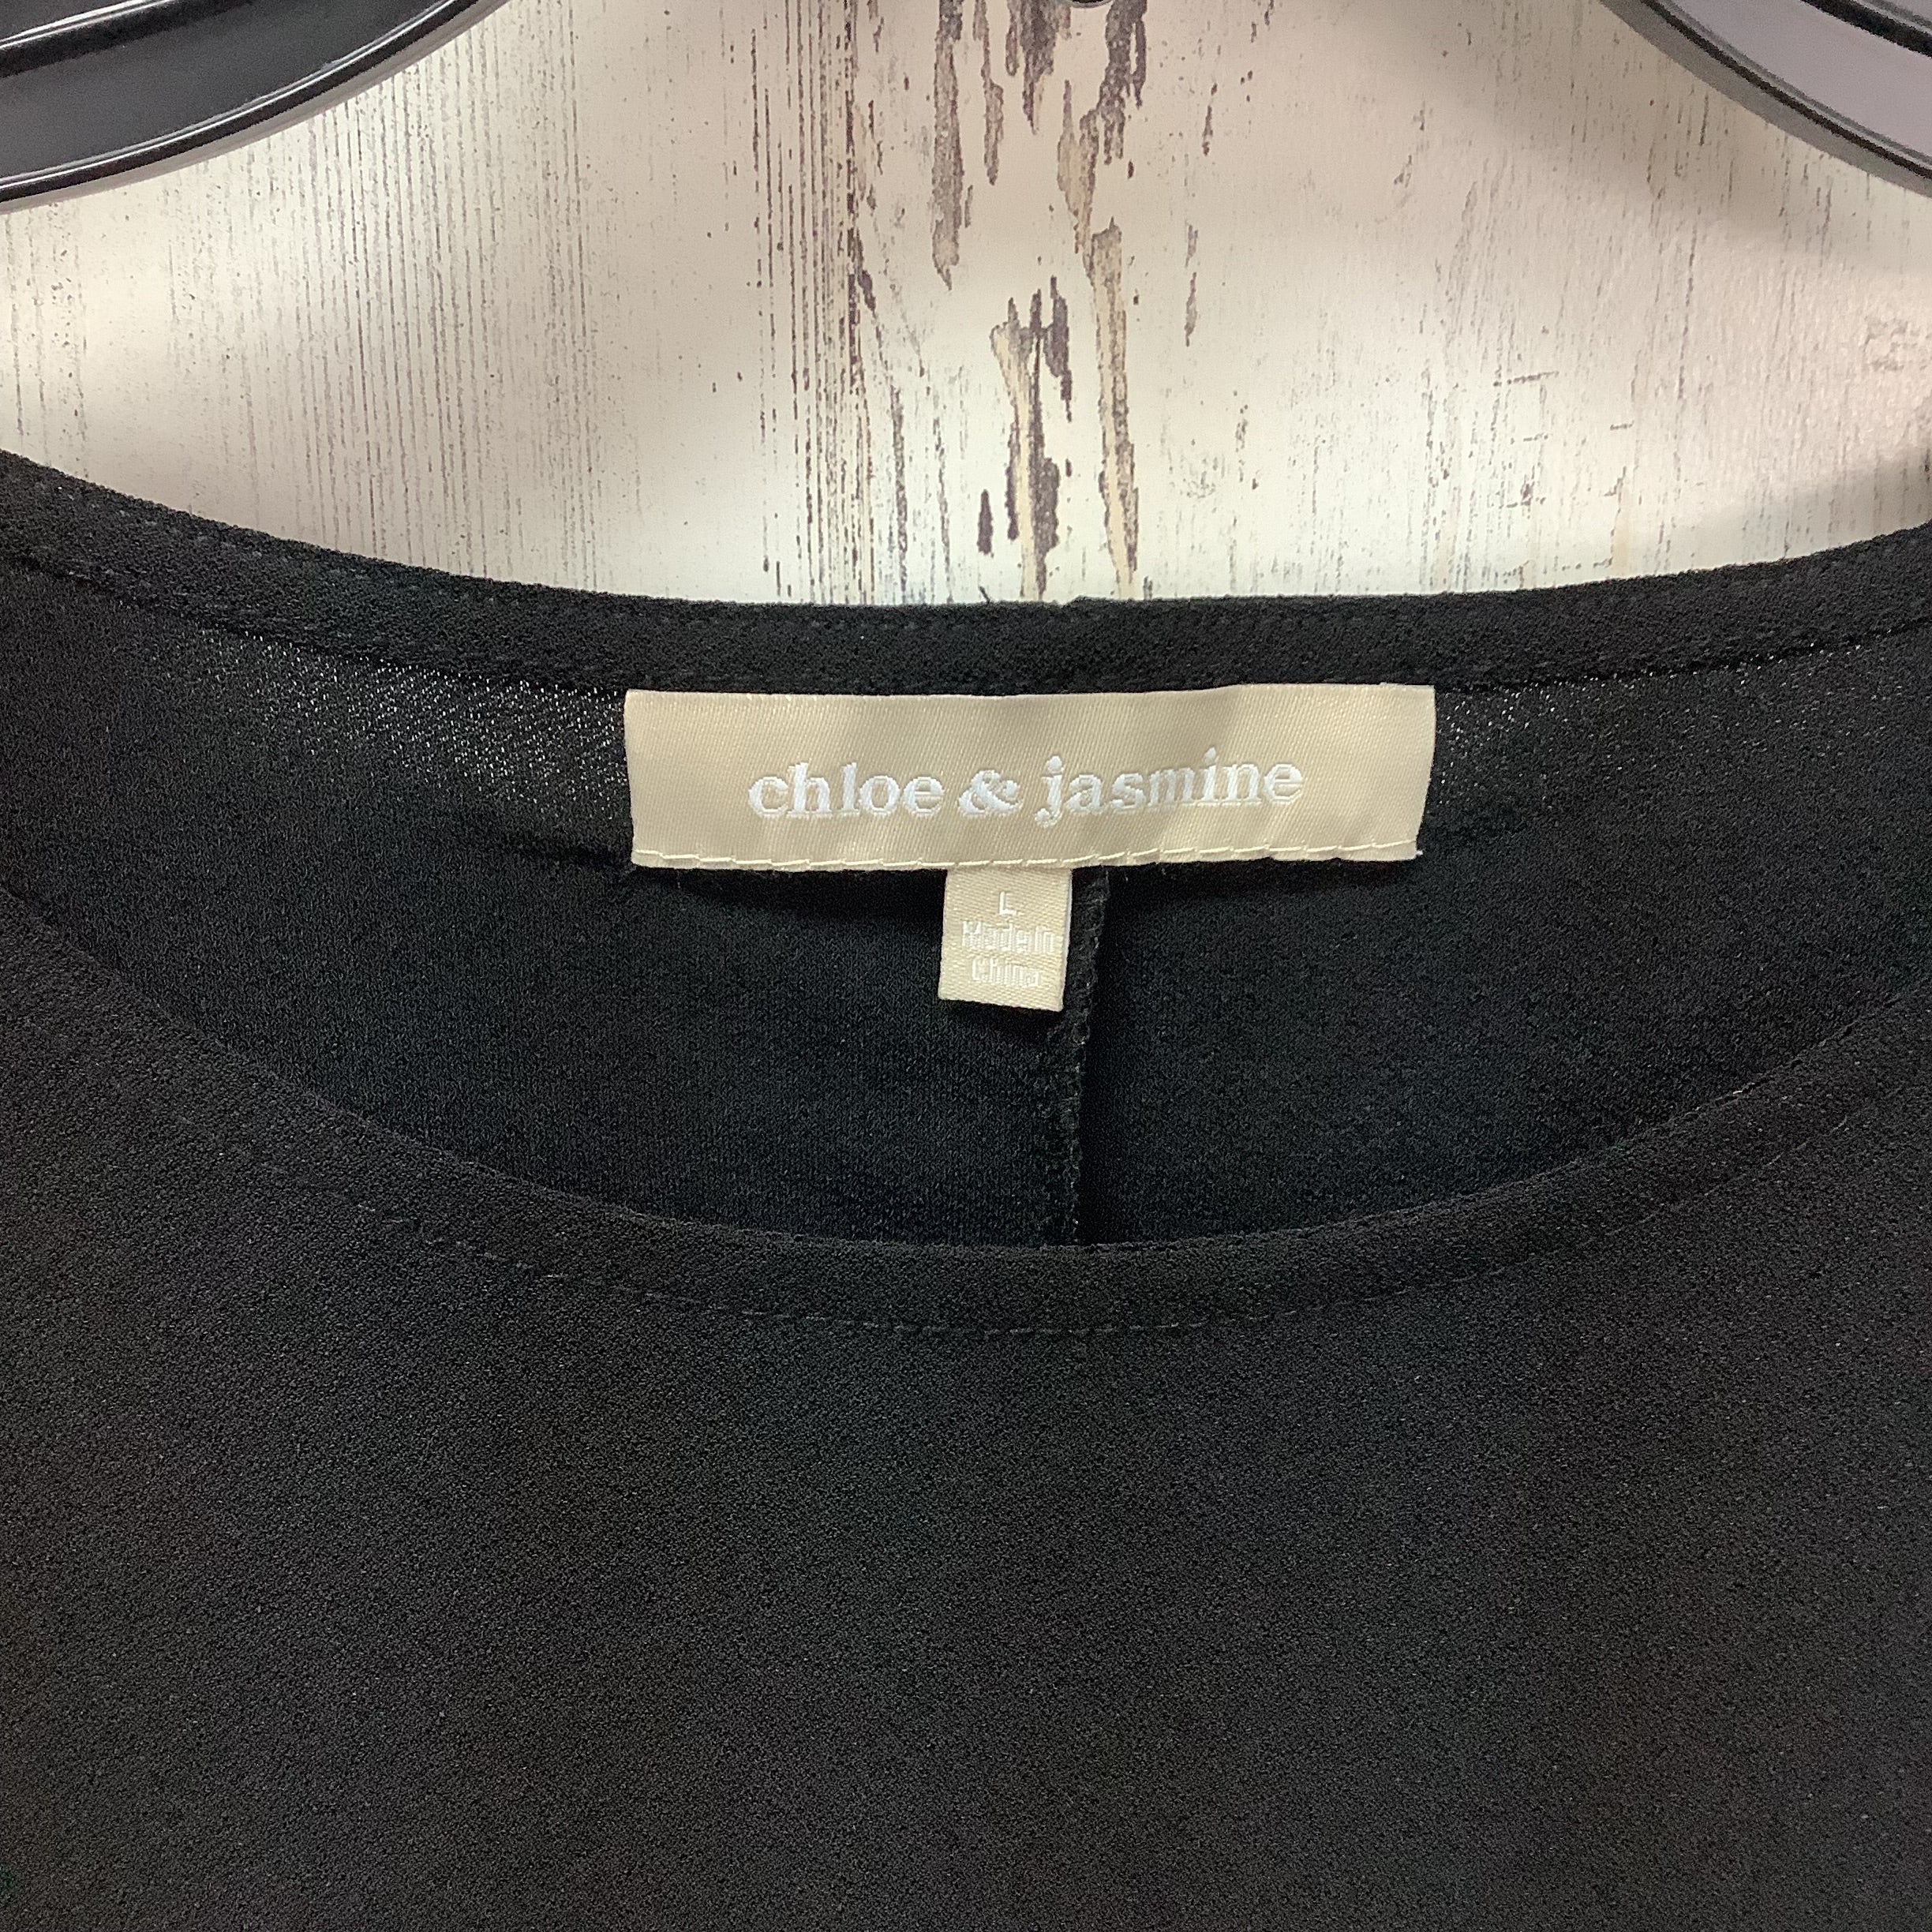 chloe & jasmine
L
Made in
China